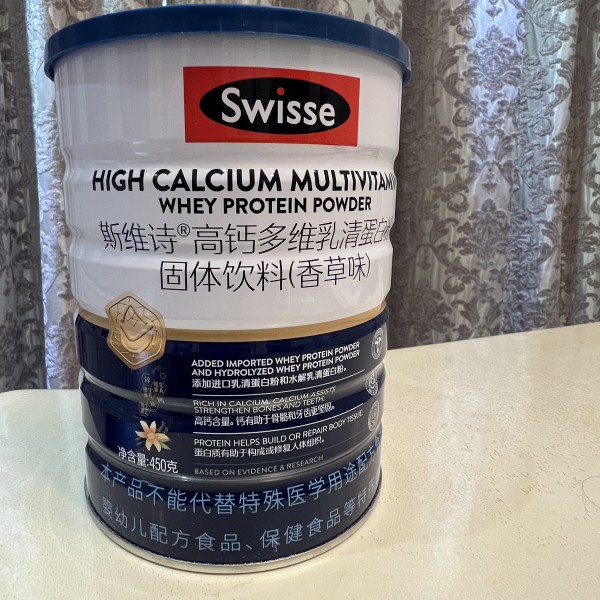 Swisse
HIGH CALCIUM MULTIVITAMIN
WHEY PROTEIN POWDER
斯维诗®高钙多维乳清蛋白粉
固体饮料(香草味)
ADDED IMPORTED WHEY PROTEIN POWDER
AND HYDROLYZED WHEY PROTEIN POWDER
添加进口乳清蛋白粉和水解乳清蛋白粉。
RICH IN CALCIUM, CALCIUM ASSISTS
STRENGTHEN BONES AND TEETH
高钙含量。钙有助于骨骼和牙齿更坚固。
PROTEIN HELPS BUILD OR REPAIR BODY TISSUE
蛋白质有助于构成或修复人体组织。
BASED ON EVIDENCE & RESEARCH
净含量:450克
本产品不能代替特殊医学用途配方食
婴幼儿配方食品、保健食品等特殊